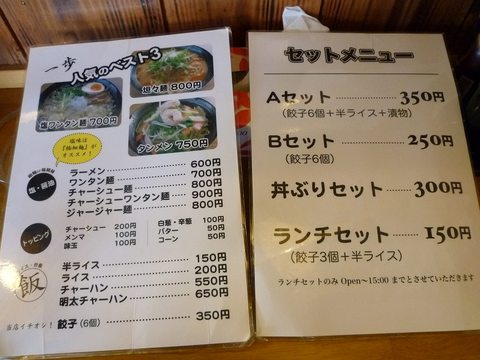 一歩
人気のベスト3
塩ワンタン麺 700円
坦々麺 800円
タンメン 750円
塩味は
『極細麺』が
オススメ!
塩・醤油
ラーメン 600円
ワンタン麺 700円
チャーシュー麺 800円
チャーシューワンタン麺 900円
ジャージャー麺 800円
トッピング
チャーシュー 200円
メンマ 100円
味玉 100円
白葱・辛葱 100円
バター 50円
コーン 50円
飯
半ライス 150円
ライス 200円
チャーハン 550円
明太チャーハン 650円
当店イチオシ! 餃子(6個) 350円
セットメニュー
Aセット 350円
(餃子6個+半ライス+漬物)
Bセット 250円
(餃子6個)
丼ぶりセット 300円
ランチセット 150円
(餃子3個+半ライス)
ランチセットのみ Open~15:00 までとさせていただきます